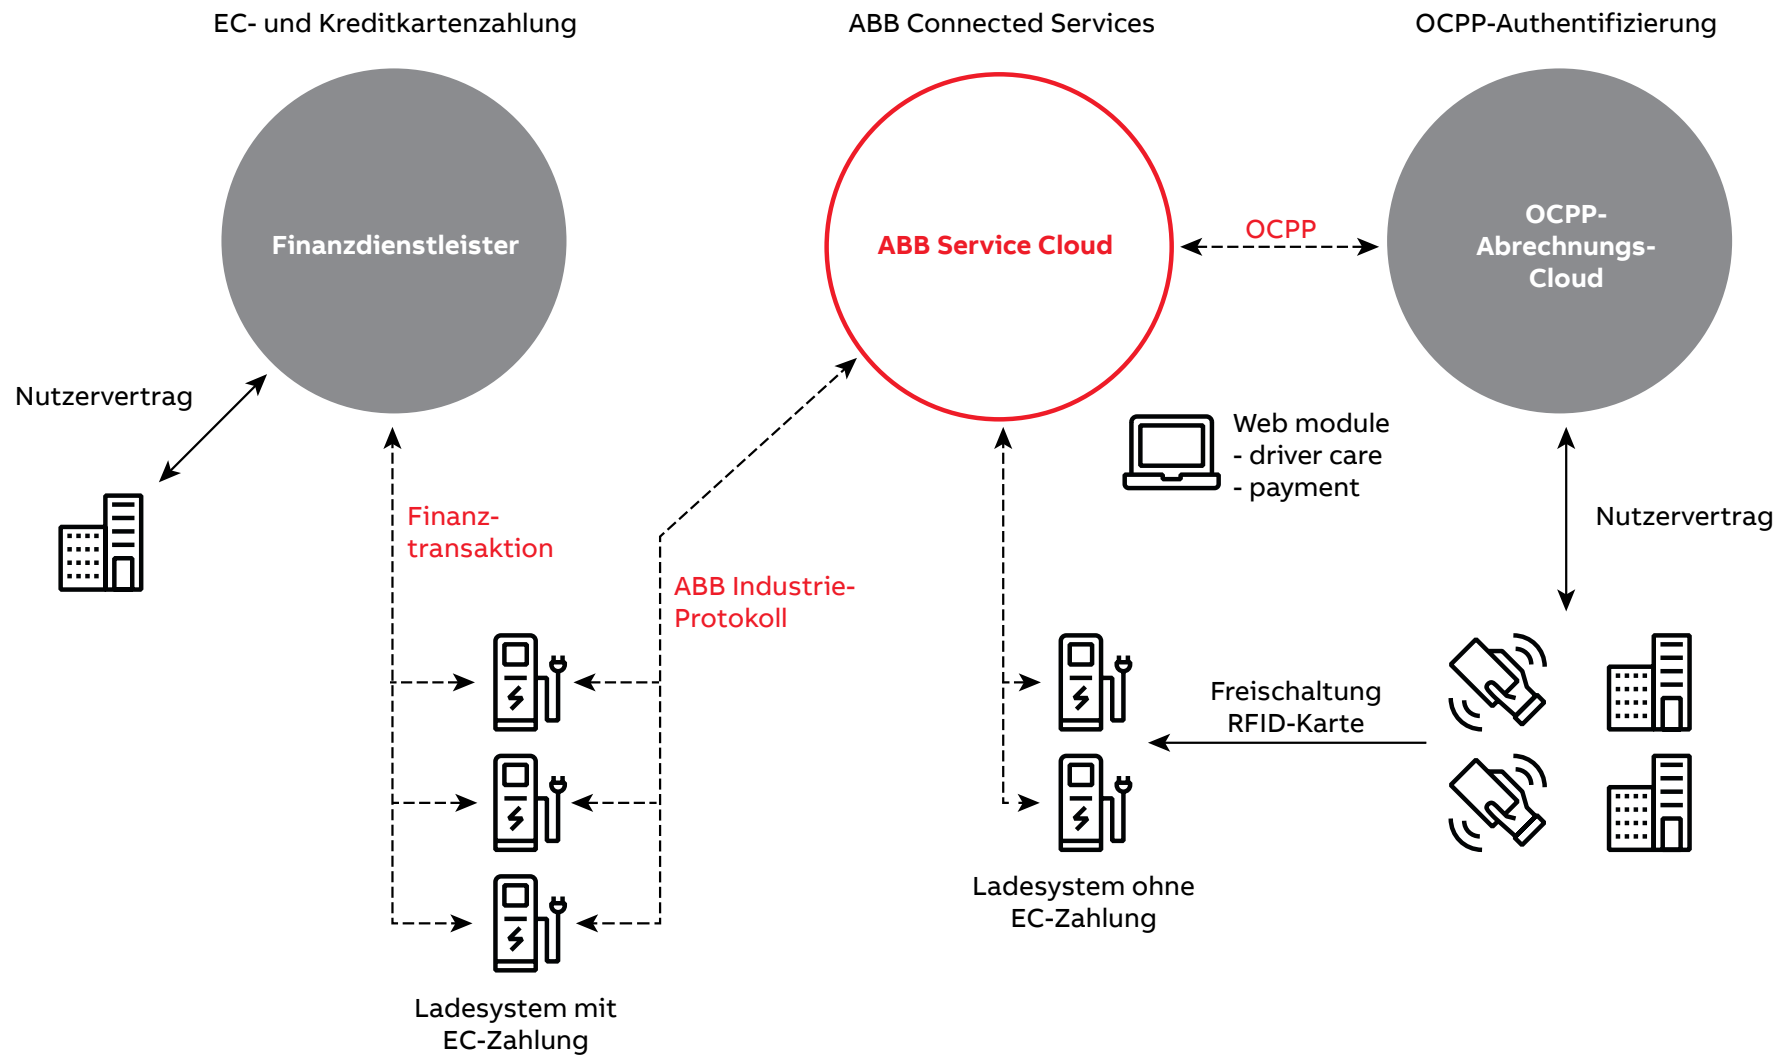 EC- und Kreditkartenzahlung
ABB Connected Services
OCPP-Authentifizierung
Finanzdienstleister
ABB Service Cloud
OCPP
OCPP-
Abrechnungs-
Cloud
Nutzervertrag
Web module
- driver care
- payment
Finanz-
transaktion
Nutzervertrag
ABB Industrie-
Protokoll
Freischaltung
RFID-Karte
Ladesystem ohne
EC-Zahlung
Ladesystem mit
EC-Zahlung